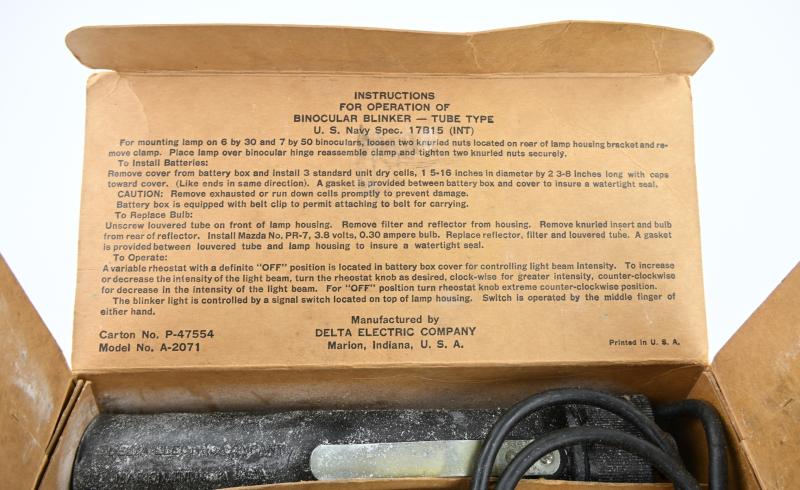 INSTRUCTIONS
FOR OPERATION OF
BINOCULAR BLINKER — TUBE TYPE
U. S. Navy Spec. 17B15 (INT)
For mounting lamp on 6 by 30 and 7 by 50 binoculars, loosen two knurled nuts located on rear of lamp housing bracket and re-
move clamp. Place lamp over binocular hinge reassemble clamp and tighten two knurled nuts securely.
To Install Batteries:
Remove cover from battery box and install 3 standard unit dry cells, 1 5-16 inches in diameter by 2 3-8 inches long with caps
toward cover. (Like ends in same direction). A gasket is provided between battery box and cover to insure a watertight seal.
CAUTION: Remove exhausted or run down cells promptly to prevent damage.
Battery box is equipped with belt clip to permit attaching to belt for carrying.
To Replace Bulb:
Unscrew louvered tube on front of lamp housing. Remove filter and reflector from housing. Remove knurled insert and bulb
from rear of reflector. Install Mazda No. PR-7, 3.8 volts, 0.30 ampere bulb. Replace reflector, filter and louvered tube. A gasket
is provided between louvered tube and lamp housing to insure a watertight seal.
To Operate:
A variable rheostat with a definite "OFF" position is located in battery box cover for controlling light beam intensity. To increase
or decrease the intensity of the light beam, turn the rheostat knob as desired, clock-wise for greater intensity, counter-clockwise
for decrease in the intensity of the light beam. For "OFF" position turn rheostat knob extreme counter-clockwise position.
The blinker light is controlled by a signal switch located on top of lamp housing. Switch is operated by the middle finger of
either hand.
Manufactured by
Carton No. P-47554 DELTA ELECTRIC COMPANY
Model No. A-2071 Marion, Indiana, U. S. A. Printed in U. S. A.
DELTA ELECTRIC COMPANY